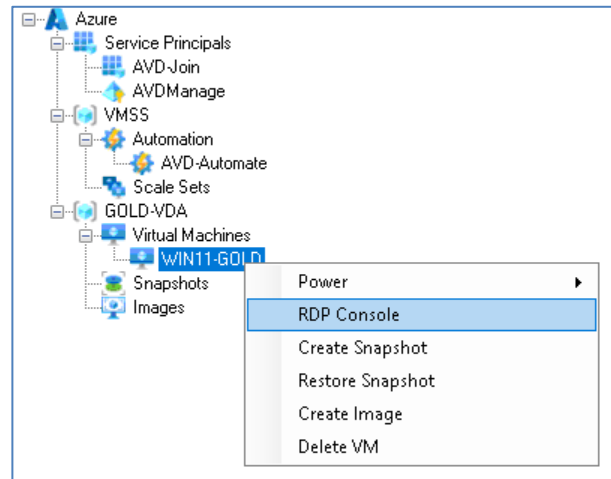 Azure
Service Principals
AVD-Join
AVDManage
VMSS
Automation
AVD-Automate
Scale Sets
GOLD-VDA
Virtual Machines
WIN11-GOLD
Snapshots
Images
Power
RDP Console
Create Snapshot
Restore Snapshot
Create Image
Delete VM